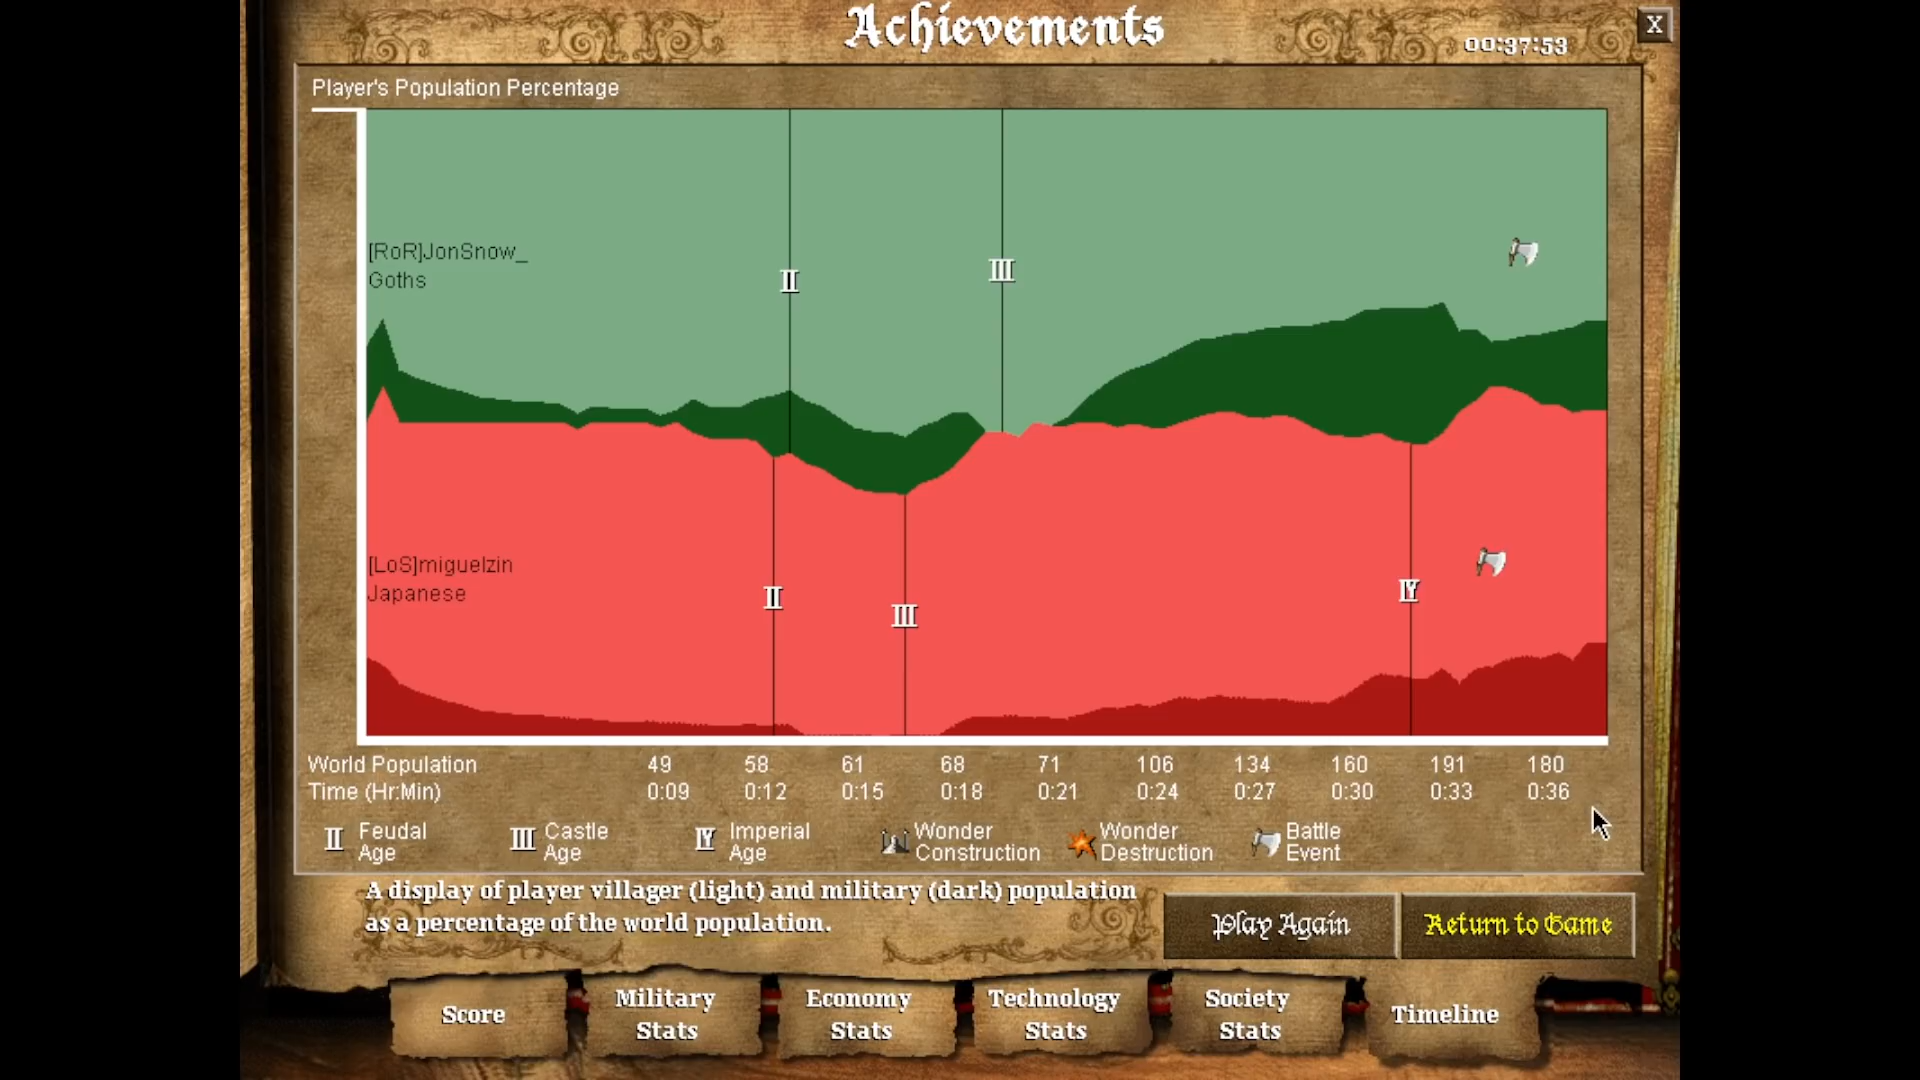 Achievements
00:37:53
X
Player's Population Percentage
[RoR]JonSnow_
Goths
II
III
[LoS]miguelzin
Japanese
II
III
IV
World Population 49 58 61 68 71 106 134 160 191 180
Time (Hr:Min) 0:09 0:12 0:15 0:18 0:21 0:24 0:27 0:30 0:33 0:36
II Feudal Age
III Castle Age
IV Imperial Age
Wonder Construction
Wonder Destruction
Battle Event
A display of player villager (light) and military (dark) population
as a percentage of the world population.
Play Again
Return to Game
Score
Military Stats
Economy Stats
Technology Stats
Society Stats
Timeline